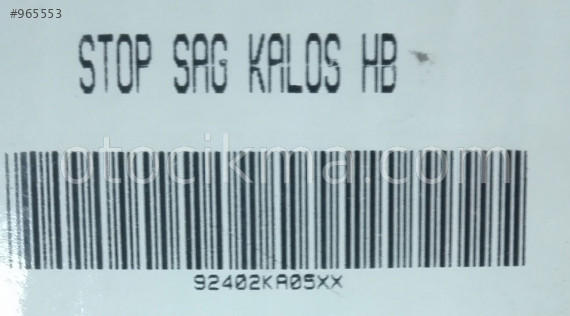 #965553
STOP SAG KALOS HB
otocikma.com
92402KA05XX